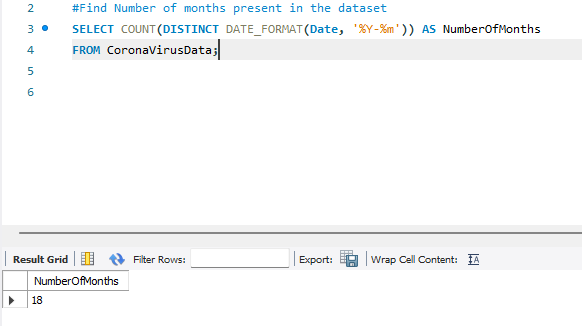 2 #Find Number of months present in the dataset
3 SELECT COUNT(DISTINCT DATE_FORMAT(Date, '%Y-%m')) AS NumberOfMonths
4 FROM CoronaVirusData;
5
6
Result Grid Filter Rows: Export: Wrap Cell Content: IA
NumberOfMonths
18